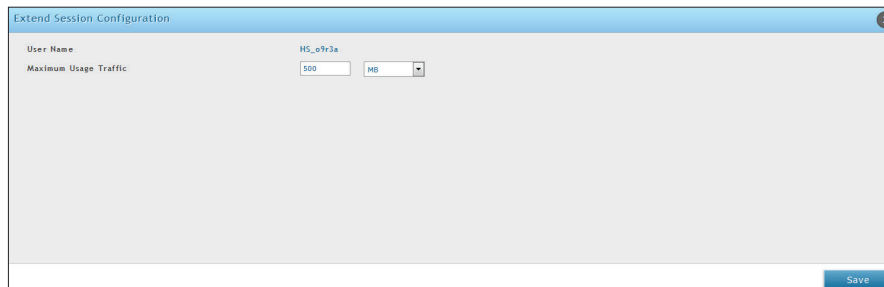 Extend Session Configuration
User Name HS_o9r3a
Maximum Usage Traffic 500 MB
Save